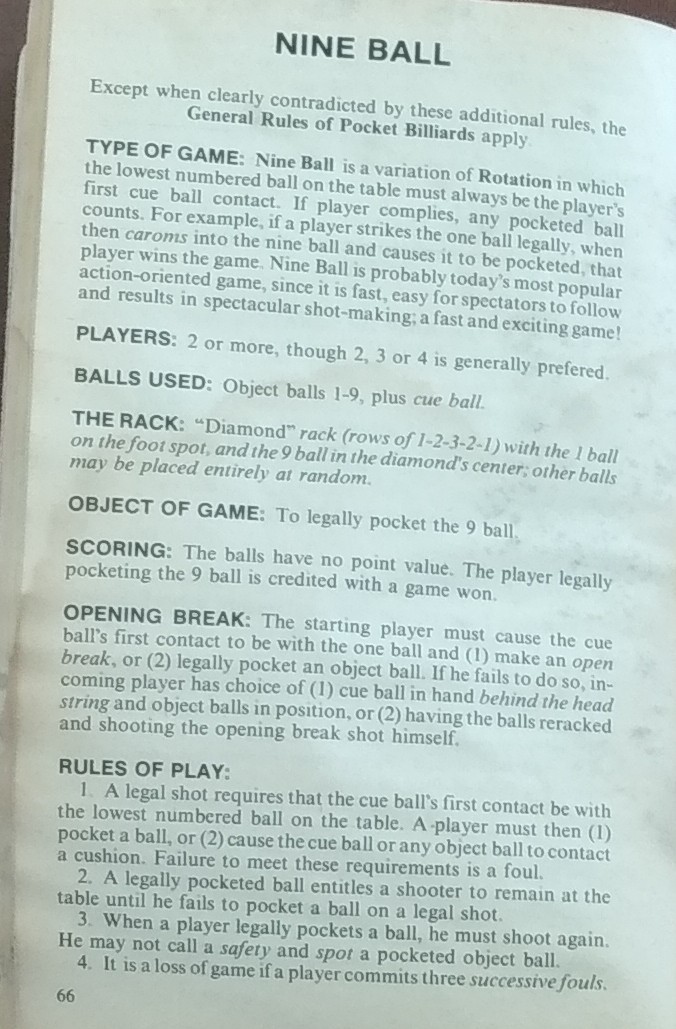 NINE BALL
Except when clearly contradicted by these additional rules, the
General Rules of Pocket Billiards apply
TYPE OF GAME: Nine Ball is a variation of Rotation in which
the lowest numbered ball on the table must always be the player's
first cue ball contact. If player complies, any pocketed ball
counts. For example, if a player strikes the one ball legally, when
then caroms into the nine ball and causes it to be pocketed, that
player wins the game. Nine Ball is probably today's most popular
action-oriented game, since it is fast, easy for spectators to follow
and results in spectacular shot-making; a fast and exciting game!
PLAYERS: 2 or more, though 2, 3 or 4 is generally prefered.
BALLS USED: Object balls 1-9, plus cue ball.
THE RACK: “Diamond” rack (rows of 1-2-3-2-1) with the 1 ball
on the foot spot, and the 9 ball in the diamond's center; other balls
may be placed entirely at random.
OBJECT OF GAME: To legally pocket the 9 ball.
SCORING: The balls have no point value. The player legally
pocketing the 9 ball is credited with a game won.
OPENING BREAK: The starting player must cause the cue
ball's first contact to be with the one ball and (1) make an open
break, or (2) legally pocket an object ball. If he fails to do so, in-
coming player has choice of (1) cue ball in hand behind the head
string and object balls in position, or (2) having the balls reracked
and shooting the opening break shot himself.
RULES OF PLAY:
1. A legal shot requires that the cue ball's first contact be with
the lowest numbered ball on the table. A player must then (1)
pocket a ball, or (2) cause the cue ball or any object ball to contact
a cushion. Failure to meet these requirements is a foul.
2. A legally pocketed ball entitles a shooter to remain at the
table until he fails to pocket a ball on a legal shot.
3. When a player legally pockets a ball, he must shoot again.
He may not call a safety and spot a pocketed object ball.
4. It is a loss of game if a player commits three successive fouls.
66